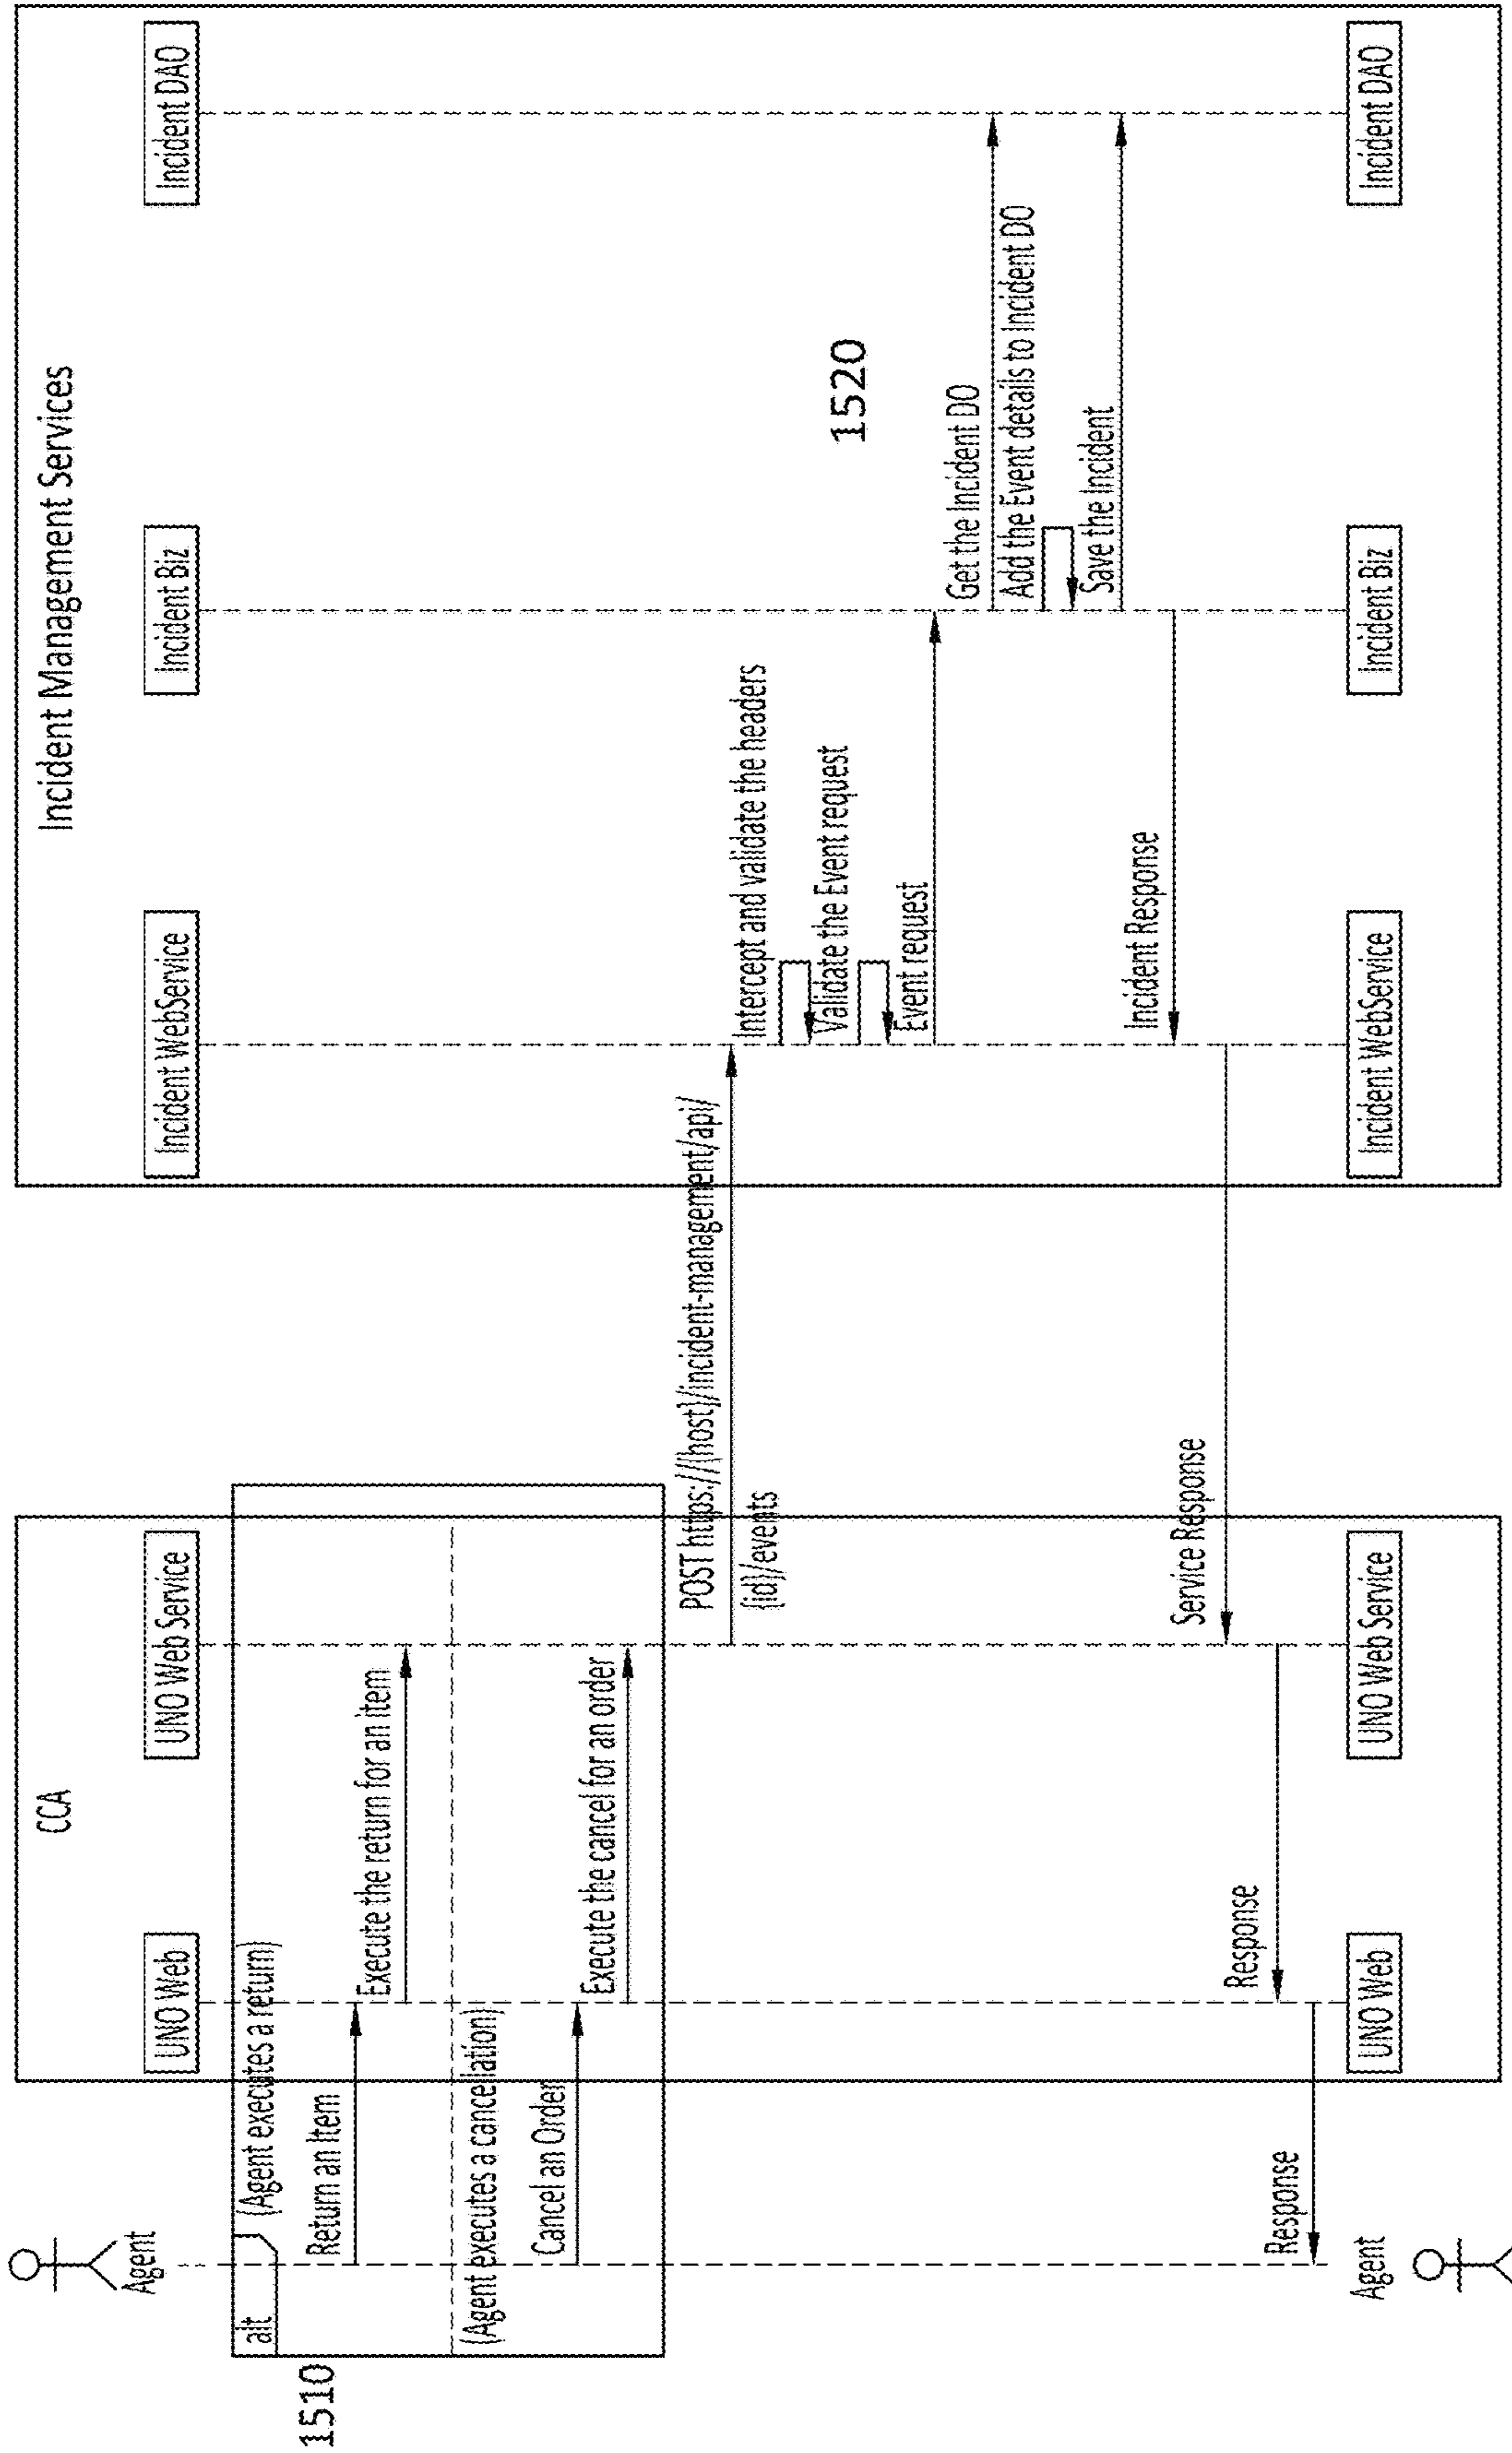 CCA
Incident Management Services
Agent
UNO Web
UNO Web Service
Incident WebService
Incident Biz
Incident DAO
alt
(Agent executes a return)
1510
Return an Item
Execute the return for an item
(Agent executes a cancellation)
Cancel an Order
Execute the cancel for an order
POST https://{host}/incident-management/api/
{id}/events
Intercept and validate the headers
Validate the Event request
1520
Event request
Get the Incident DO
Add the Event details to Incident DO
Save the Incident
Incident Response
Service Response
Response
Response
Agent
UNO Web
UNO Web Service
Incident WebService
Incident Biz
Incident DAO